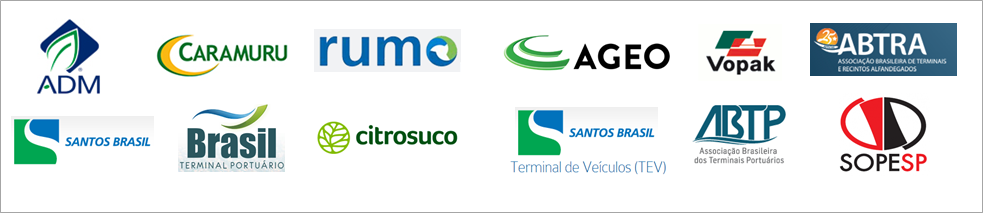 ADM
CARAMURU
rumo
AGEO
Vopak
ABTRA
ASSOCIAÇÃO BRASILEIRA DE TERMINAIS
E RECINTOS ALFANDEGADOS
SANTOS BRASIL
Brasil
TERMINAL PORTUÁRIO
citrosuco
SANTOS BRASIL
Terminal de Veículos (TEV)
ABTP
Associação Brasileira
dos Terminais Portuários
SOPESP